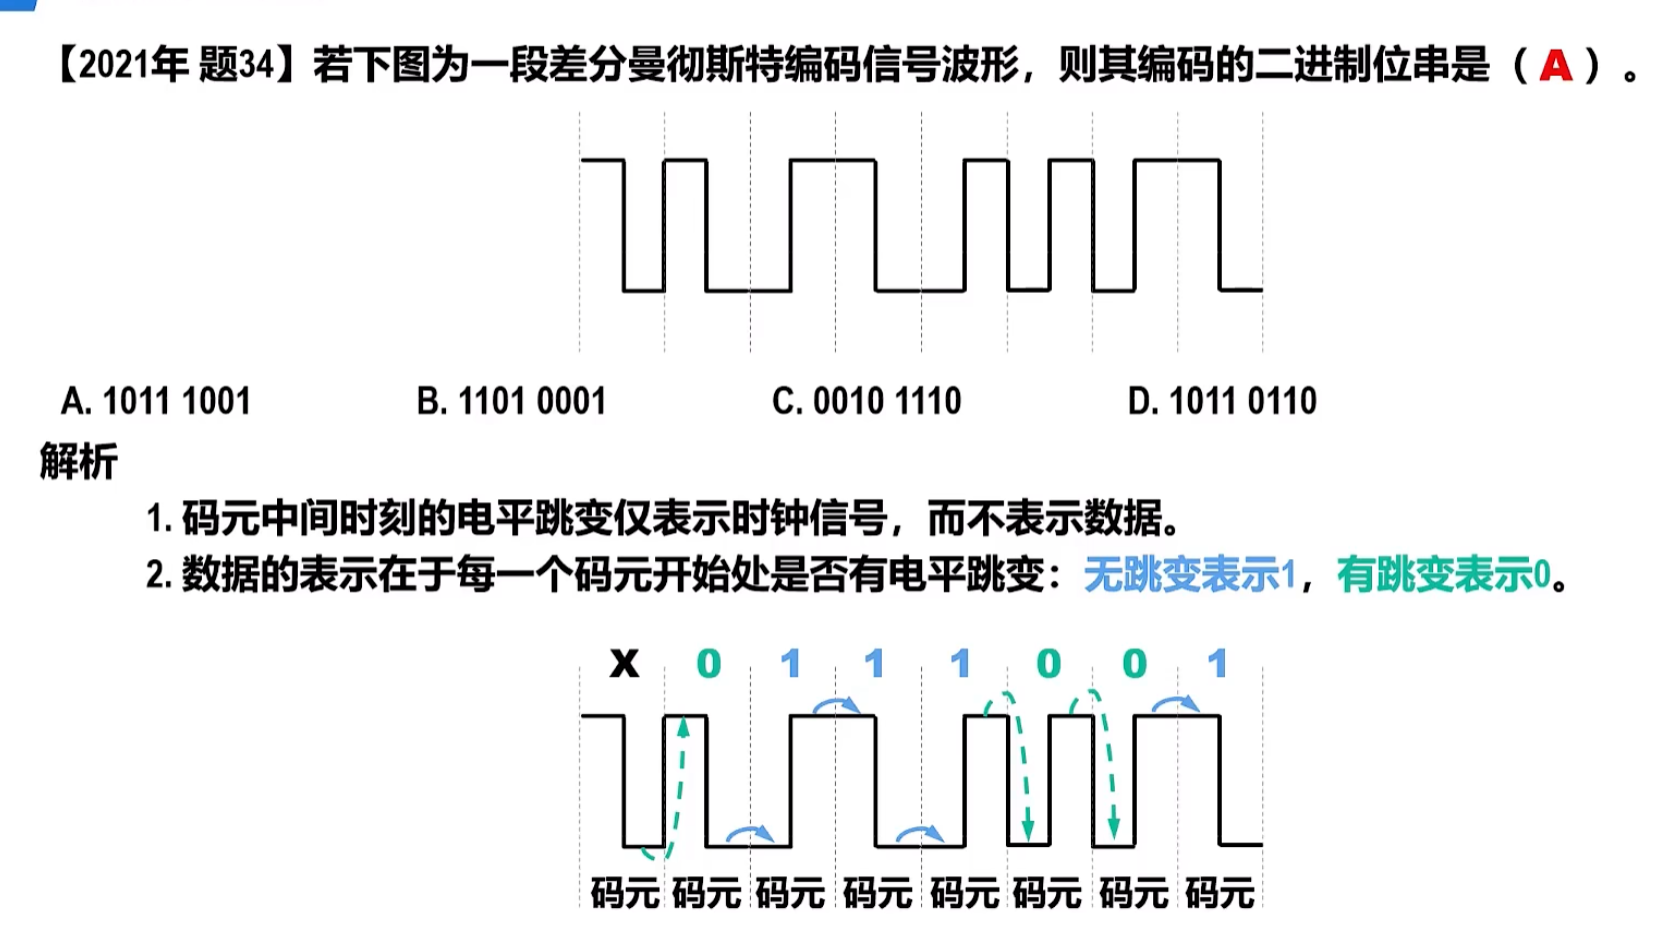 【2021年 题34】若下图为一段差分曼彻斯特编码信号波形，则其编码的二进制位串是（A）。
A. 1011 1001 B. 1101 0001 C. 0010 1110 D. 1011 0110
解析
1. 码元中间时刻的电平跳变仅表示时钟信号，而不表示数据。
2. 数据的表示在于每一个码元开始处是否有电平跳变：无跳变表示1，有跳变表示0。
X 0 1 1 1 0 0 1
码元 码元 码元 码元 码元 码元 码元 码元